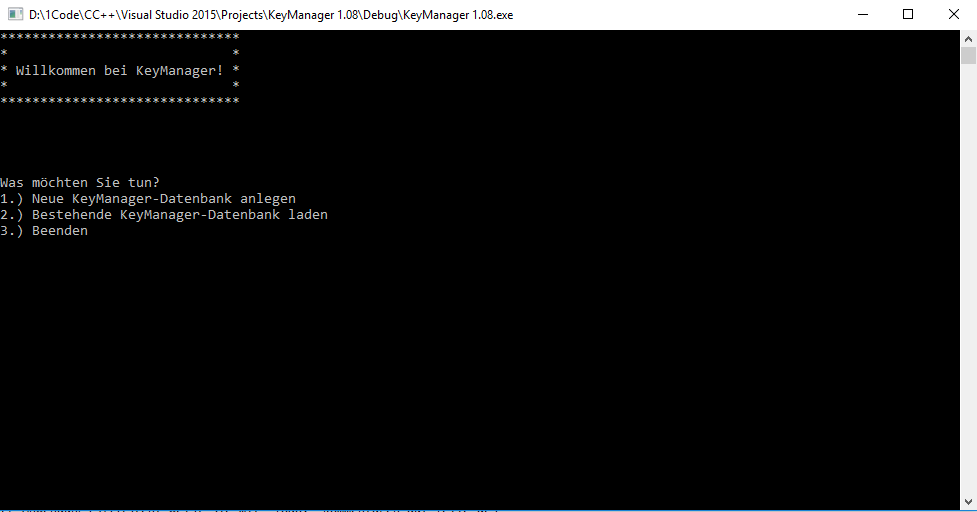 D:\1Code\CC++\Visual Studio 2015\Projects\KeyManager 1.08\Debug\KeyManager 1.08.exe
******************************
*                            *
* Willkommen bei KeyManager! *
*                            *
******************************
Was möchten Sie tun?
1.) Neue KeyManager-Datenbank anlegen
2.) Bestehende KeyManager-Datenbank laden
3.) Beenden